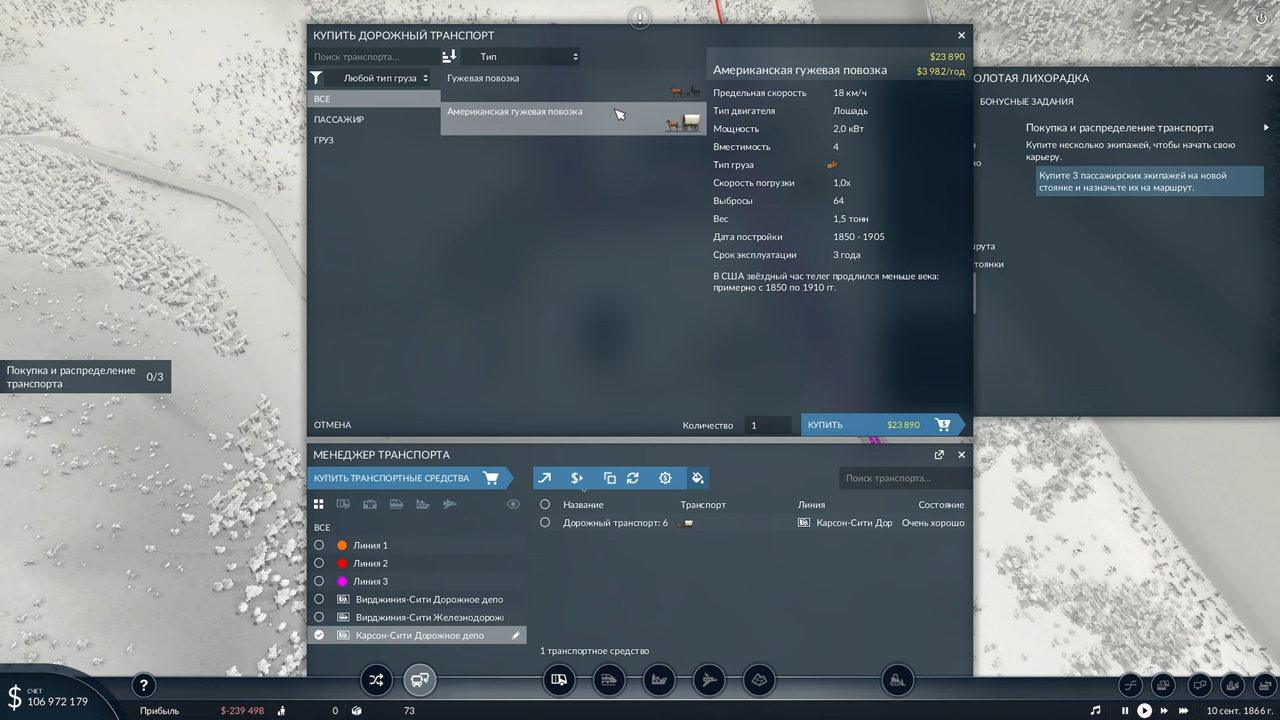 КУПИТЬ ДОРОЖНЫЙ ТРАНСПОРТ
Поиск транспорта...
Тип
Любой тип груза
ВСЕ
ПАССАЖИР
ГРУЗ
Гужевая повозка
Американская гужевая повозка
$23 890
Американская гужевая повозка
$3 982/год
Предельная скорость 18 км/ч
Тип двигателя Лошадь
Мощность 2,0 кВт
Вместимость 4
Тип груза
Скорость погрузки 1,0x
Выбросы 64
Вес 1,5 тонн
Дата постройки 1850 - 1905
Срок эксплуатации 3 года
В США звёздный час телег продлился меньше века:
примерно с 1850 по 1910 гг.
ОТМЕНА
Количество 1
КУПИТЬ $23 890
ОЛОТАЯ ЛИХОРАДКА
БОНУСНЫЕ ЗАДАНИЯ
Покупка и распределение транспорта
Купите несколько экипажей, чтобы начать свою
карьеру.
Купите 3 пассажирских экипажей на новой
стоянке и назначьте их на маршрут.
рута
тоянки
Покупка и распределение
транспорта
0/3
МЕНЕДЖЕР ТРАНСПОРТА
КУПИТЬ ТРАНСПОРТНЫЕ СРЕДСТВА
Поиск транспорта...
ВСЕ
Линия 1
Линия 2
Линия 3
Вирджиния-Сити Дорожное депо
Вирджиния-Сити Железнодорож
Карсон-Сити Дорожное депо
Название Транспорт Линия Состояние
Дорожный транспорт: 6 Карсон-Сити Дор Очень хорошо
1 транспортное средство
?
$ СЧЕТ
106 972 179
Прибыль $-239 498 0 73
10 сент. 1866 г.